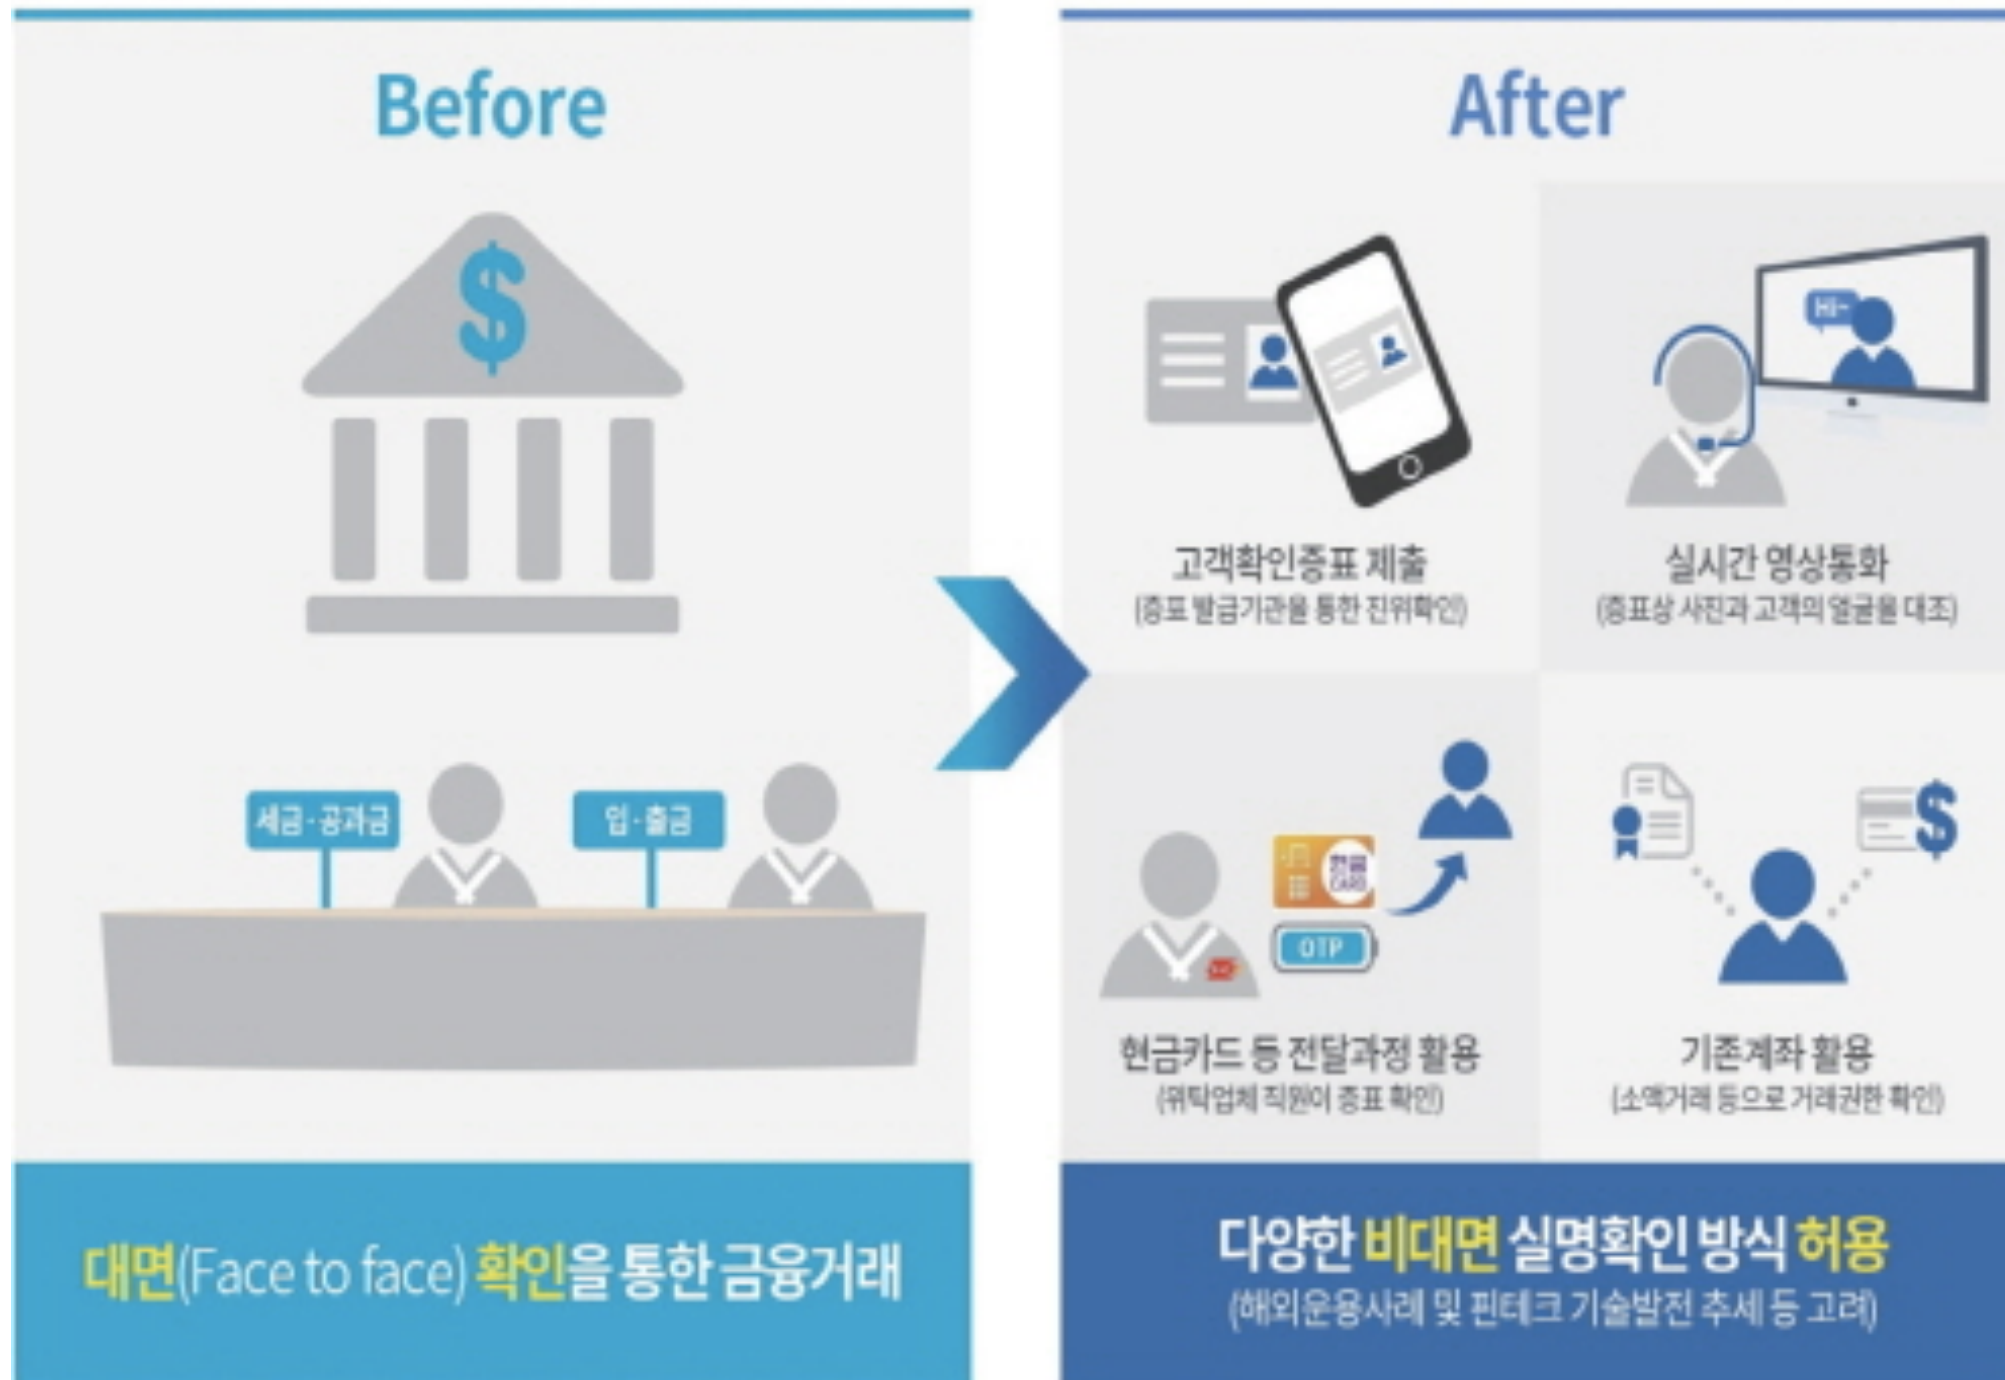 Before
$
세금·공과금
입·출금
대면(Face to face) 확인을 통한 금융거래
After
고객확인증표 제출
(증표 발급기관을 통한 진위확인)
Hi~
실시간 영상통화
(증표상 사진과 고객의 얼굴을 대조)
현금
CARD
OTP
현금카드 등 전달과정 활용
(위탁업체 직원이 증표 확인)
$
기존계좌 활용
(소액거래 등으로 거래권한 확인)
다양한 비대면 실명확인 방식 허용
(해외운용사례 및 핀테크 기술발전 추세 등 고려)